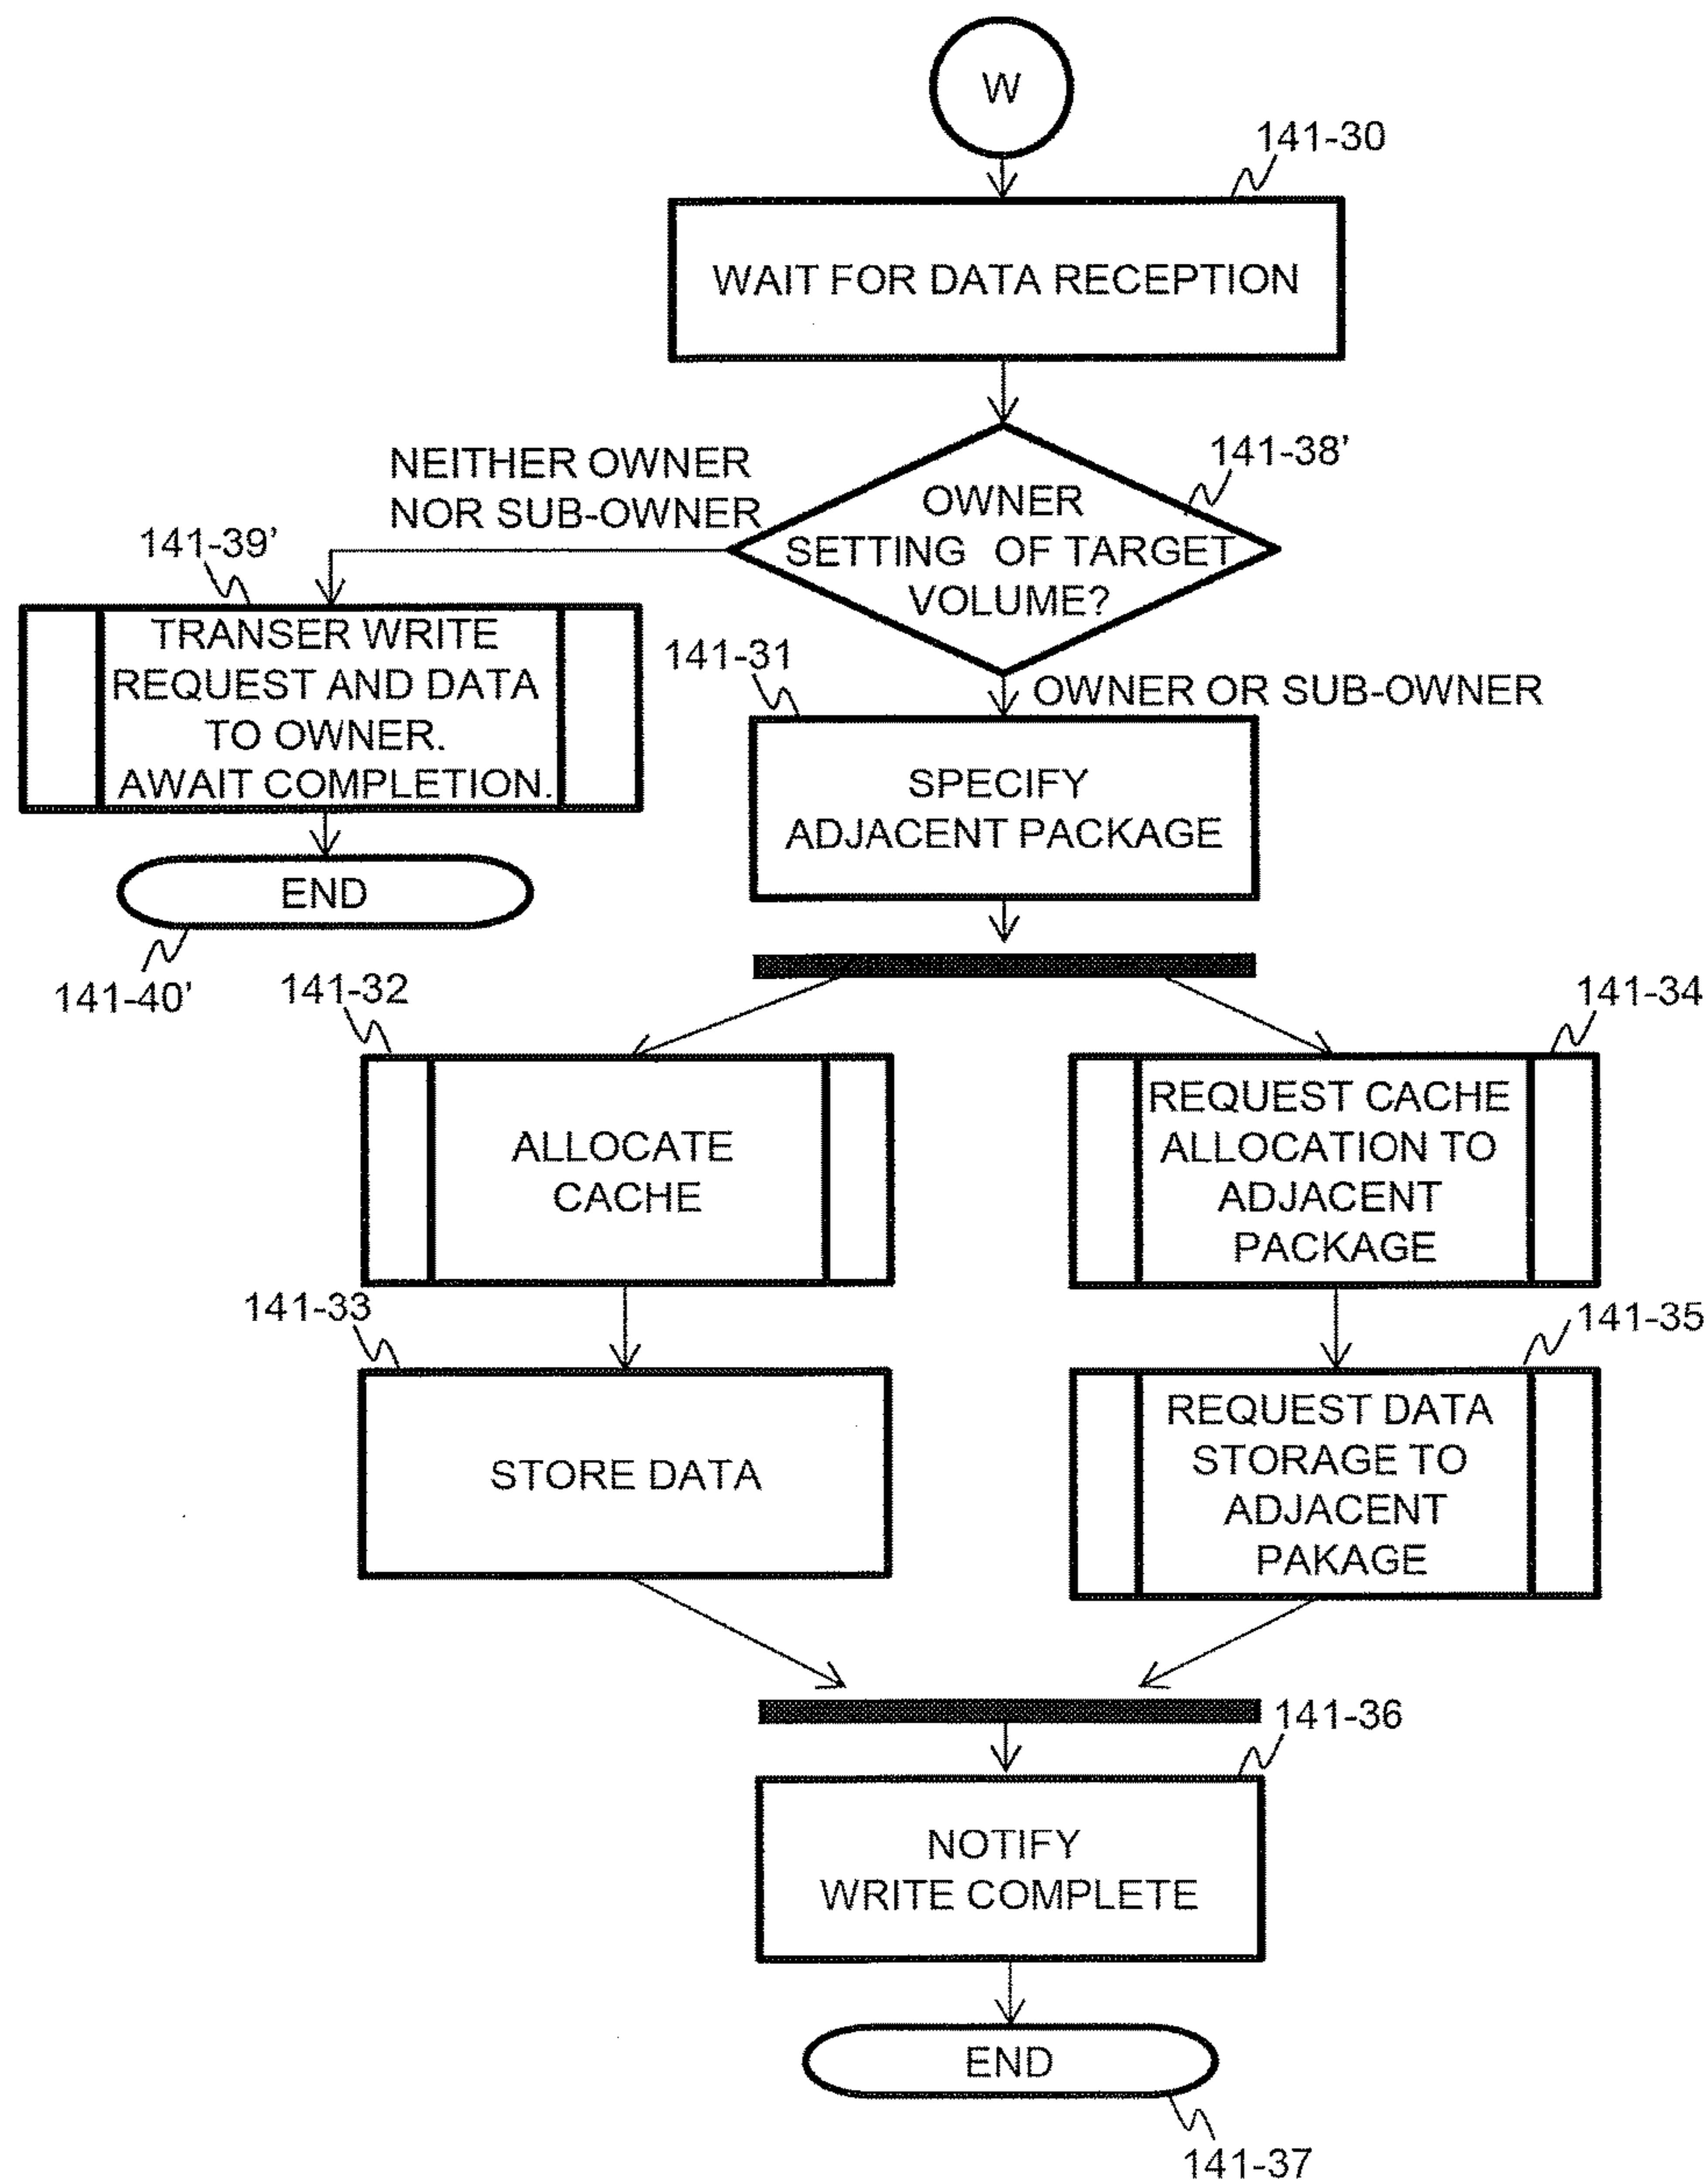 W
141-30
WAIT FOR DATA RECEPTION
141-38’
NEITHER OWNER
NOR SUB-OWNER
OWNER
SETTING OF TARGET
VOLUME?
141-39’
TRANSER WRITE
REQUEST AND DATA
TO OWNER.
AWAIT COMPLETION.
141-31
OWNER OR SUB-OWNER
SPECIFY
ADJACENT PACKAGE
END
141-40’
141-32
ALLOCATE
CACHE
141-34
REQUEST CACHE
ALLOCATION TO
ADJACENT
PACKAGE
141-33
STORE DATA
141-35
REQUEST DATA
STORAGE TO
ADJACENT
PAKAGE
141-36
NOTIFY
WRITE COMPLETE
END
141-37